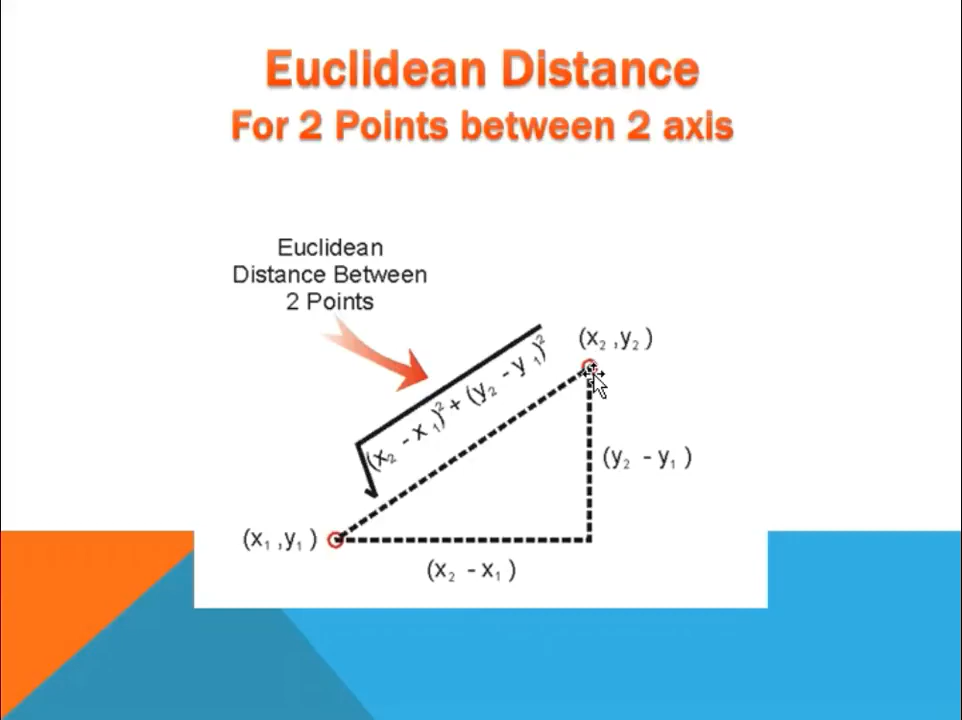 Euclidean Distance
For 2 Points between 2 axis
Euclidean
Distance Between
2 Points
(x₂ ,y₂ )
√(x₂ - x₁)² + (y₂ - y₁)²
(y₂ - y₁ )
(x₁ ,y₁ )
(x₂ - x₁ )